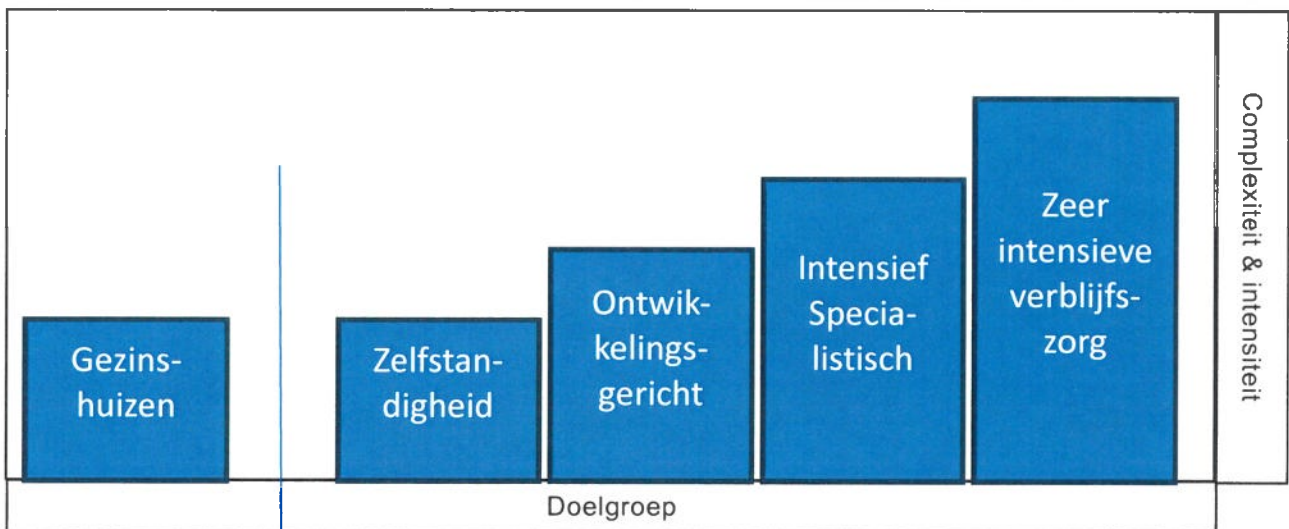 Gezins-
huizen
Zelfstan-
digheid
Ontwik-
kelings-
gericht
Intensief
Specia-
listisch
Zeer
intensieve
verblijfs-
zorg
Complexiteit & intensiteit
Doelgroep